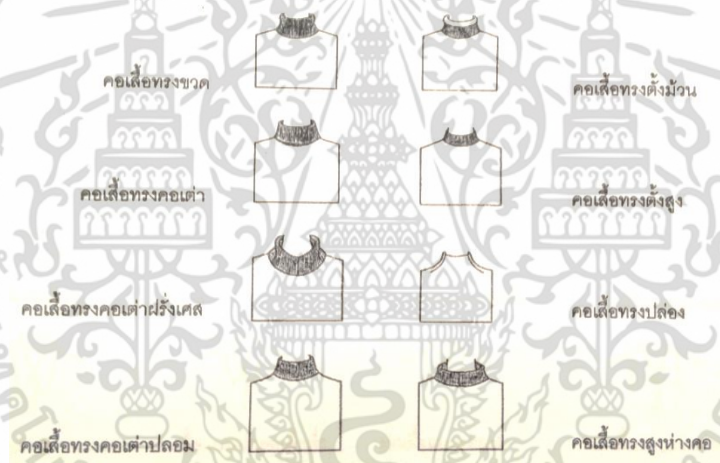 คอเสื้อทรงขวด
คอเสื้อทรงตั้งม้วน
คอเสื้อทรงคอเต่า
คอเสื้อทรงตั้งสูง
คอเสื้อทรงคอเต่าฝรั่งเศส
คอเสื้อทรงปล่อง
คอเสื้อทรงคอเต่าปลอม
คอเสื้อทรงสูงห่างคอ